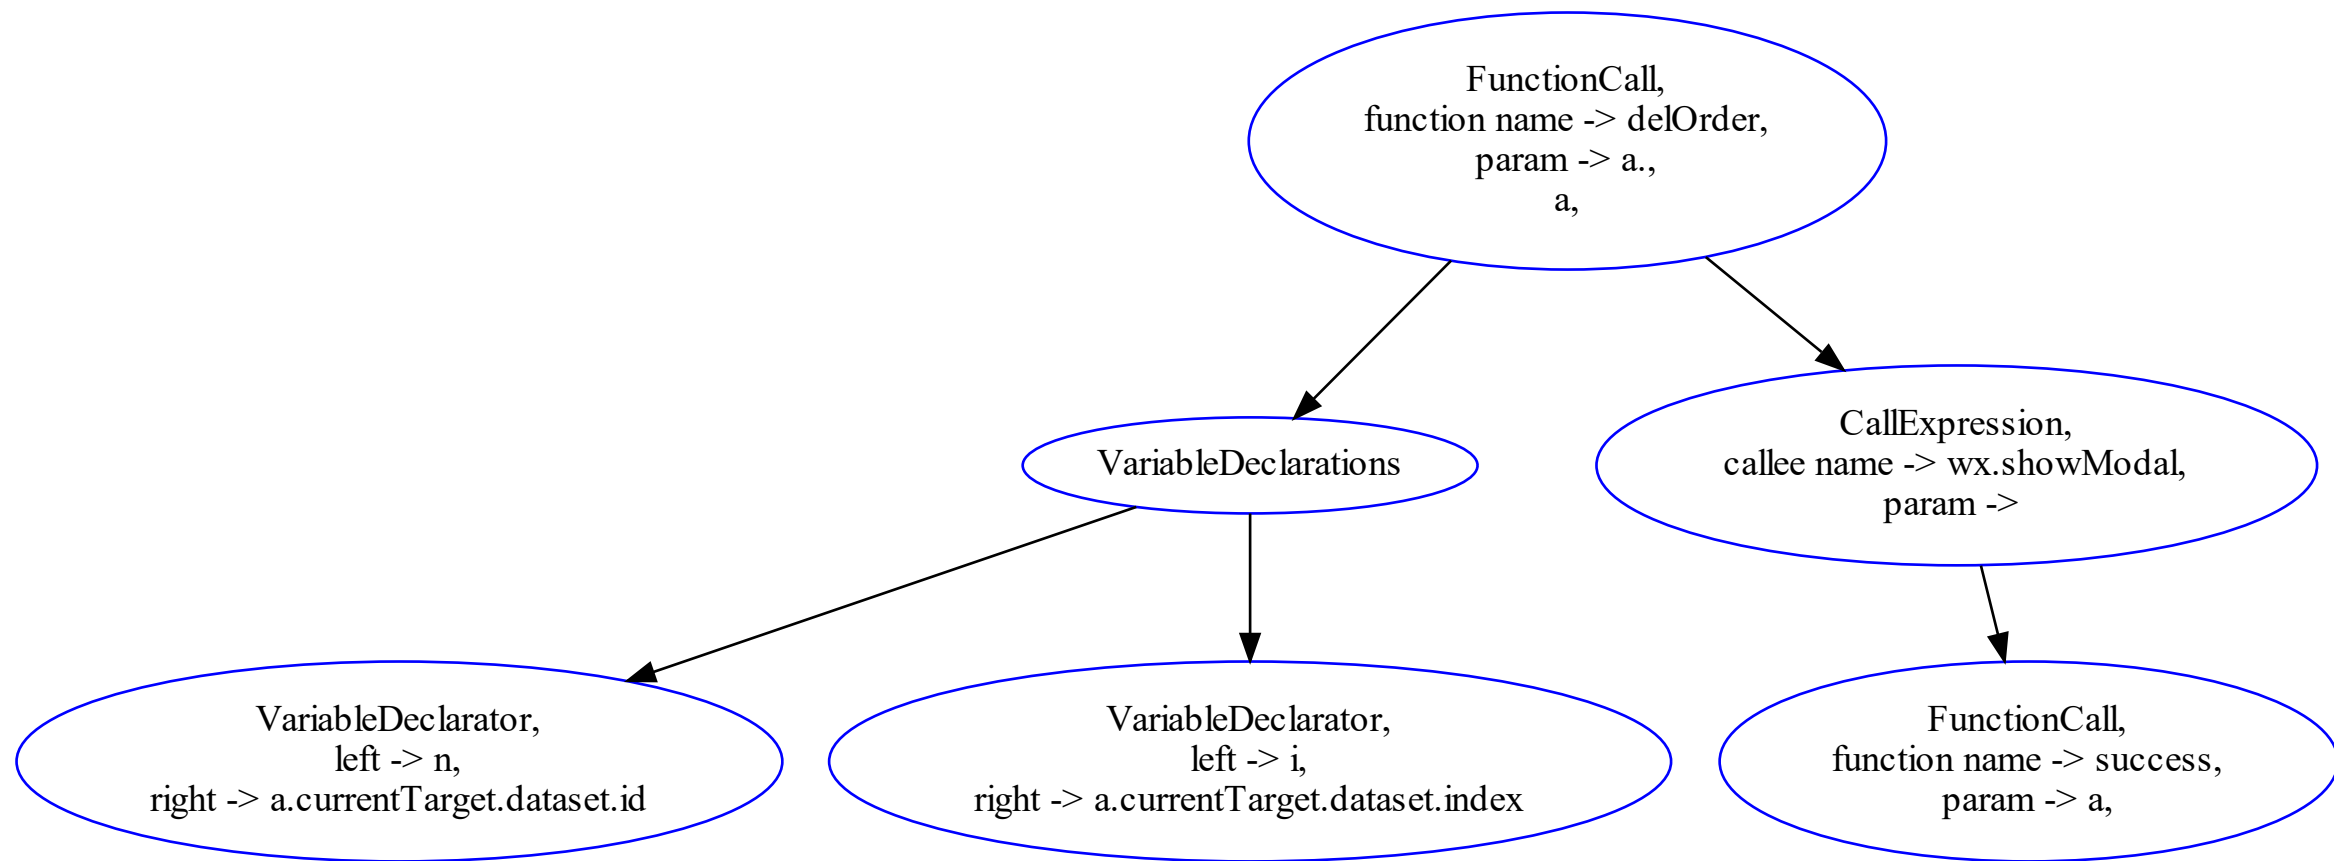 FunctionCall,
function name -> delOrder,
param -> a.,
a,
VariableDeclarations
CallExpression,
callee name -> wx.showModal,
param ->
VariableDeclarator,
left -> n,
right -> a.currentTarget.dataset.id
VariableDeclarator,
left -> i,
right -> a.currentTarget.dataset.index
FunctionCall,
function name -> success,
param -> a,